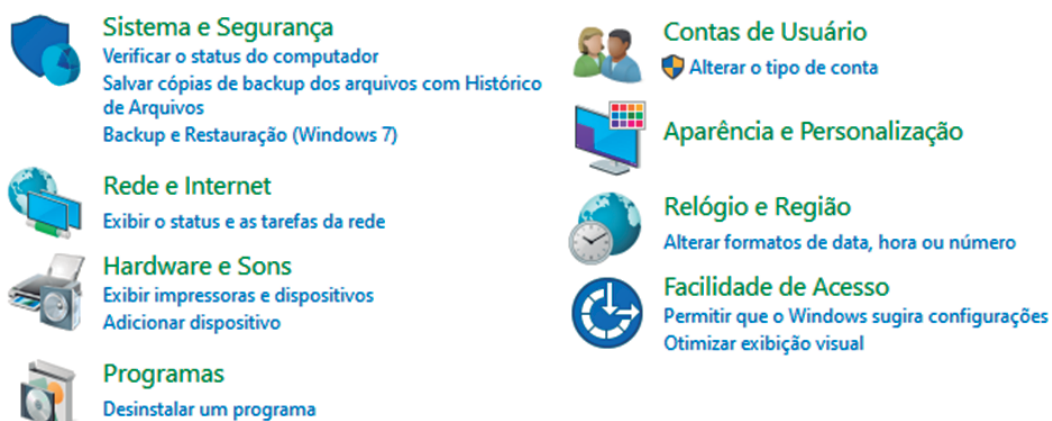 Sistema e Segurança
Verificar o status do computador
Salvar cópias de backup dos arquivos com Histórico
de Arquivos
Backup e Restauração (Windows 7)
Rede e Internet
Exibir o status e as tarefas da rede
Hardware e Sons
Exibir impressoras e dispositivos
Adicionar dispositivo
Programas
Desinstalar um programa
Contas de Usuário
Alterar o tipo de conta
Aparência e Personalização
Relógio e Região
Alterar formatos de data, hora ou número
Facilidade de Acesso
Permitir que o Windows sugira configurações
Otimizar exibição visual